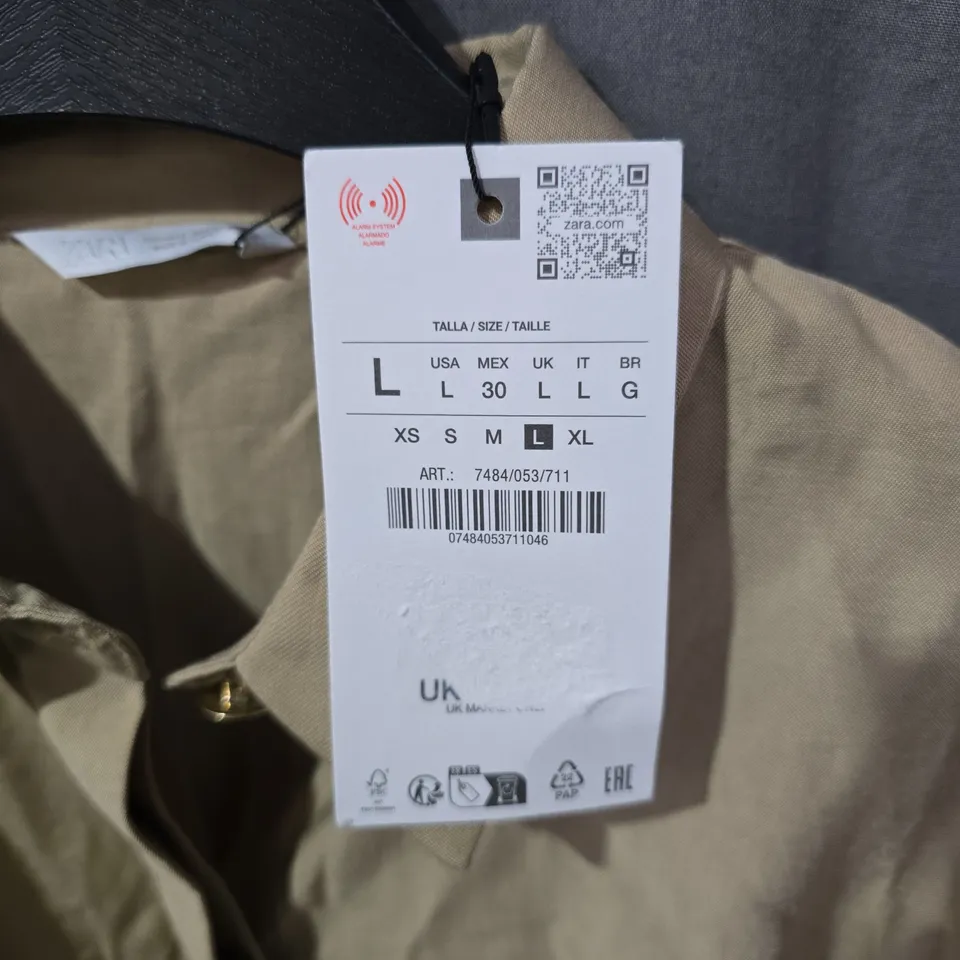 zara.com
ALARM SYSTEM
ALARMADO
ALARME
TALLA / SIZE / TAILLE
L
USA MEX UK IT BR
L 30 L L G
XS S M L XL
ART.: 7484/053/711
07484053711046
UK
UK
PAP
EAC